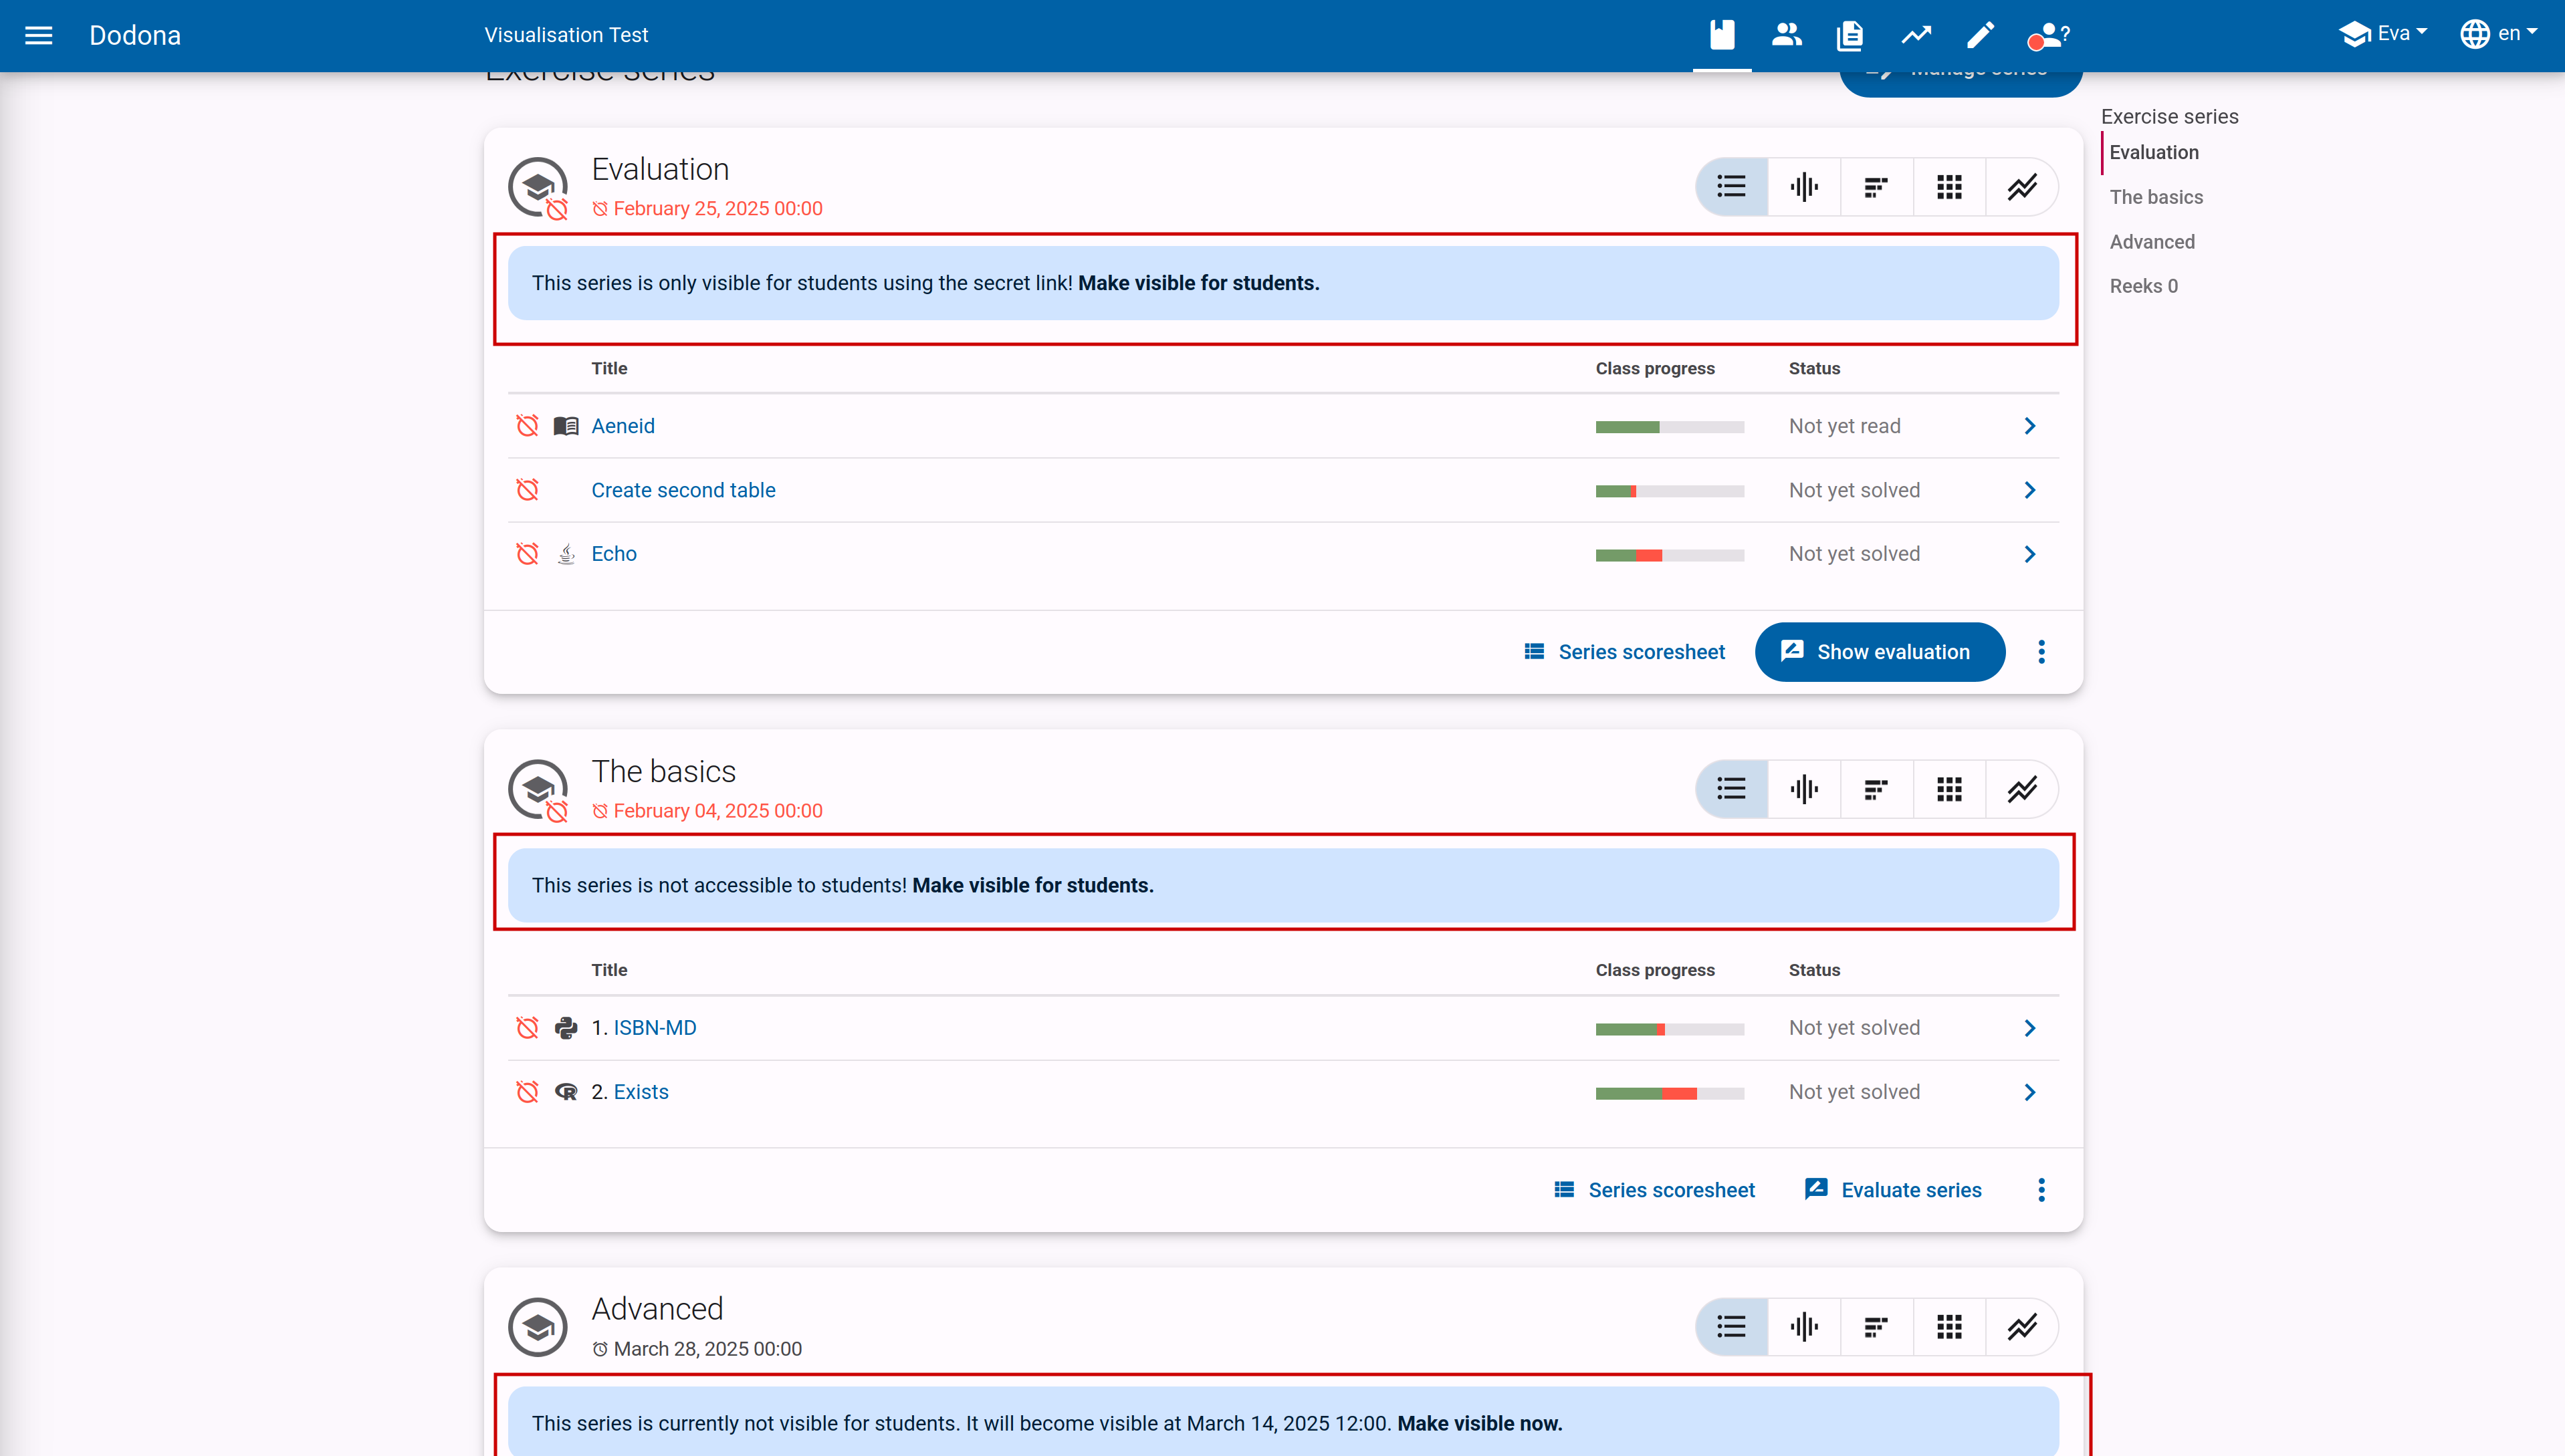 Dodona
Visualisation Test
?
Eva
en
Exercise series
Manage series
Exercise series
Evaluation
The basics
Advanced
Reeks 0
Evaluation
February 25, 2025 00:00
This series is only visible for students using the secret link! Make visible for students.
Title Class progress Status
Aeneid Not yet read
Create second table Not yet solved
Echo Not yet solved
Series scoresheet Show evaluation
The basics
February 04, 2025 00:00
This series is not accessible to students! Make visible for students.
Title Class progress Status
1. ISBN-MD Not yet solved
2. Exists Not yet solved
Series scoresheet Evaluate series
Advanced
March 28, 2025 00:00
This series is currently not visible for students. It will become visible at March 14, 2025 12:00. Make visible now.